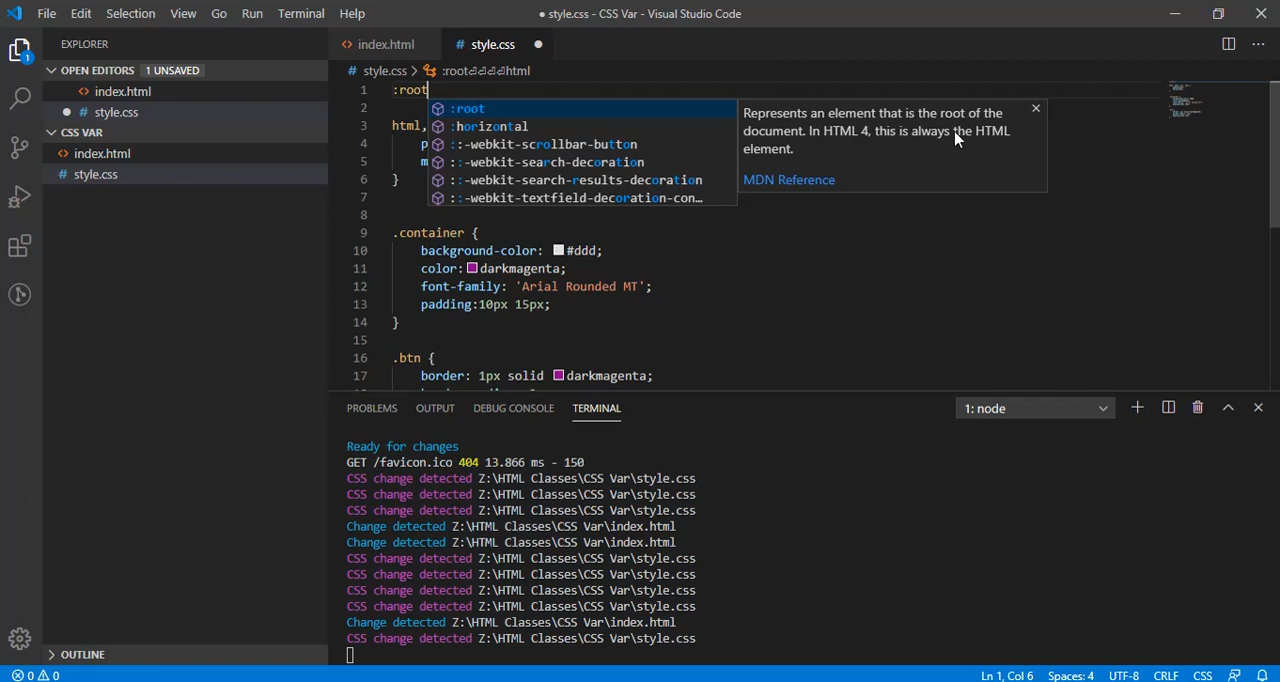 File Edit Selection View Go Run Terminal Help ● style.css - CSS Var - Visual Studio Code
EXPLORER
OPEN EDITORS 1 UNSAVED
<> index.html
● # style.css
CSS VAR
<> index.html
# style.css
OUTLINE
1
<> index.html # style.css ●
# style.css > :root⏎⏎⏎⏎html
1 :root
2
3 html,
4 p
5 m
6 }
7
8
9 .container {
10 background-color: #ddd;
11 color: darkmagenta;
12 font-family: 'Arial Rounded MT';
13 padding:10px 15px;
14 }
15
16 .btn {
17 border: 1px solid darkmagenta;
:root
:horizontal
::-webkit-scrollbar-button
::-webkit-search-decoration
::-webkit-search-results-decoration
::-webkit-textfield-decoration-con…
Represents an element that is the root of the
document. In HTML 4, this is always the HTML
element.
MDN Reference
PROBLEMS OUTPUT DEBUG CONSOLE TERMINAL 1: node
Ready for changes
GET /favicon.ico 404 13.866 ms - 150
CSS change detected Z:\HTML Classes\CSS Var\style.css
CSS change detected Z:\HTML Classes\CSS Var\style.css
CSS change detected Z:\HTML Classes\CSS Var\style.css
Change detected Z:\HTML Classes\CSS Var\index.html
Change detected Z:\HTML Classes\CSS Var\index.html
CSS change detected Z:\HTML Classes\CSS Var\style.css
CSS change detected Z:\HTML Classes\CSS Var\style.css
CSS change detected Z:\HTML Classes\CSS Var\style.css
CSS change detected Z:\HTML Classes\CSS Var\style.css
Change detected Z:\HTML Classes\CSS Var\index.html
CSS change detected Z:\HTML Classes\CSS Var\style.css
0 0 Ln 1, Col 6 Spaces: 4 UTF-8 CRLF CSS